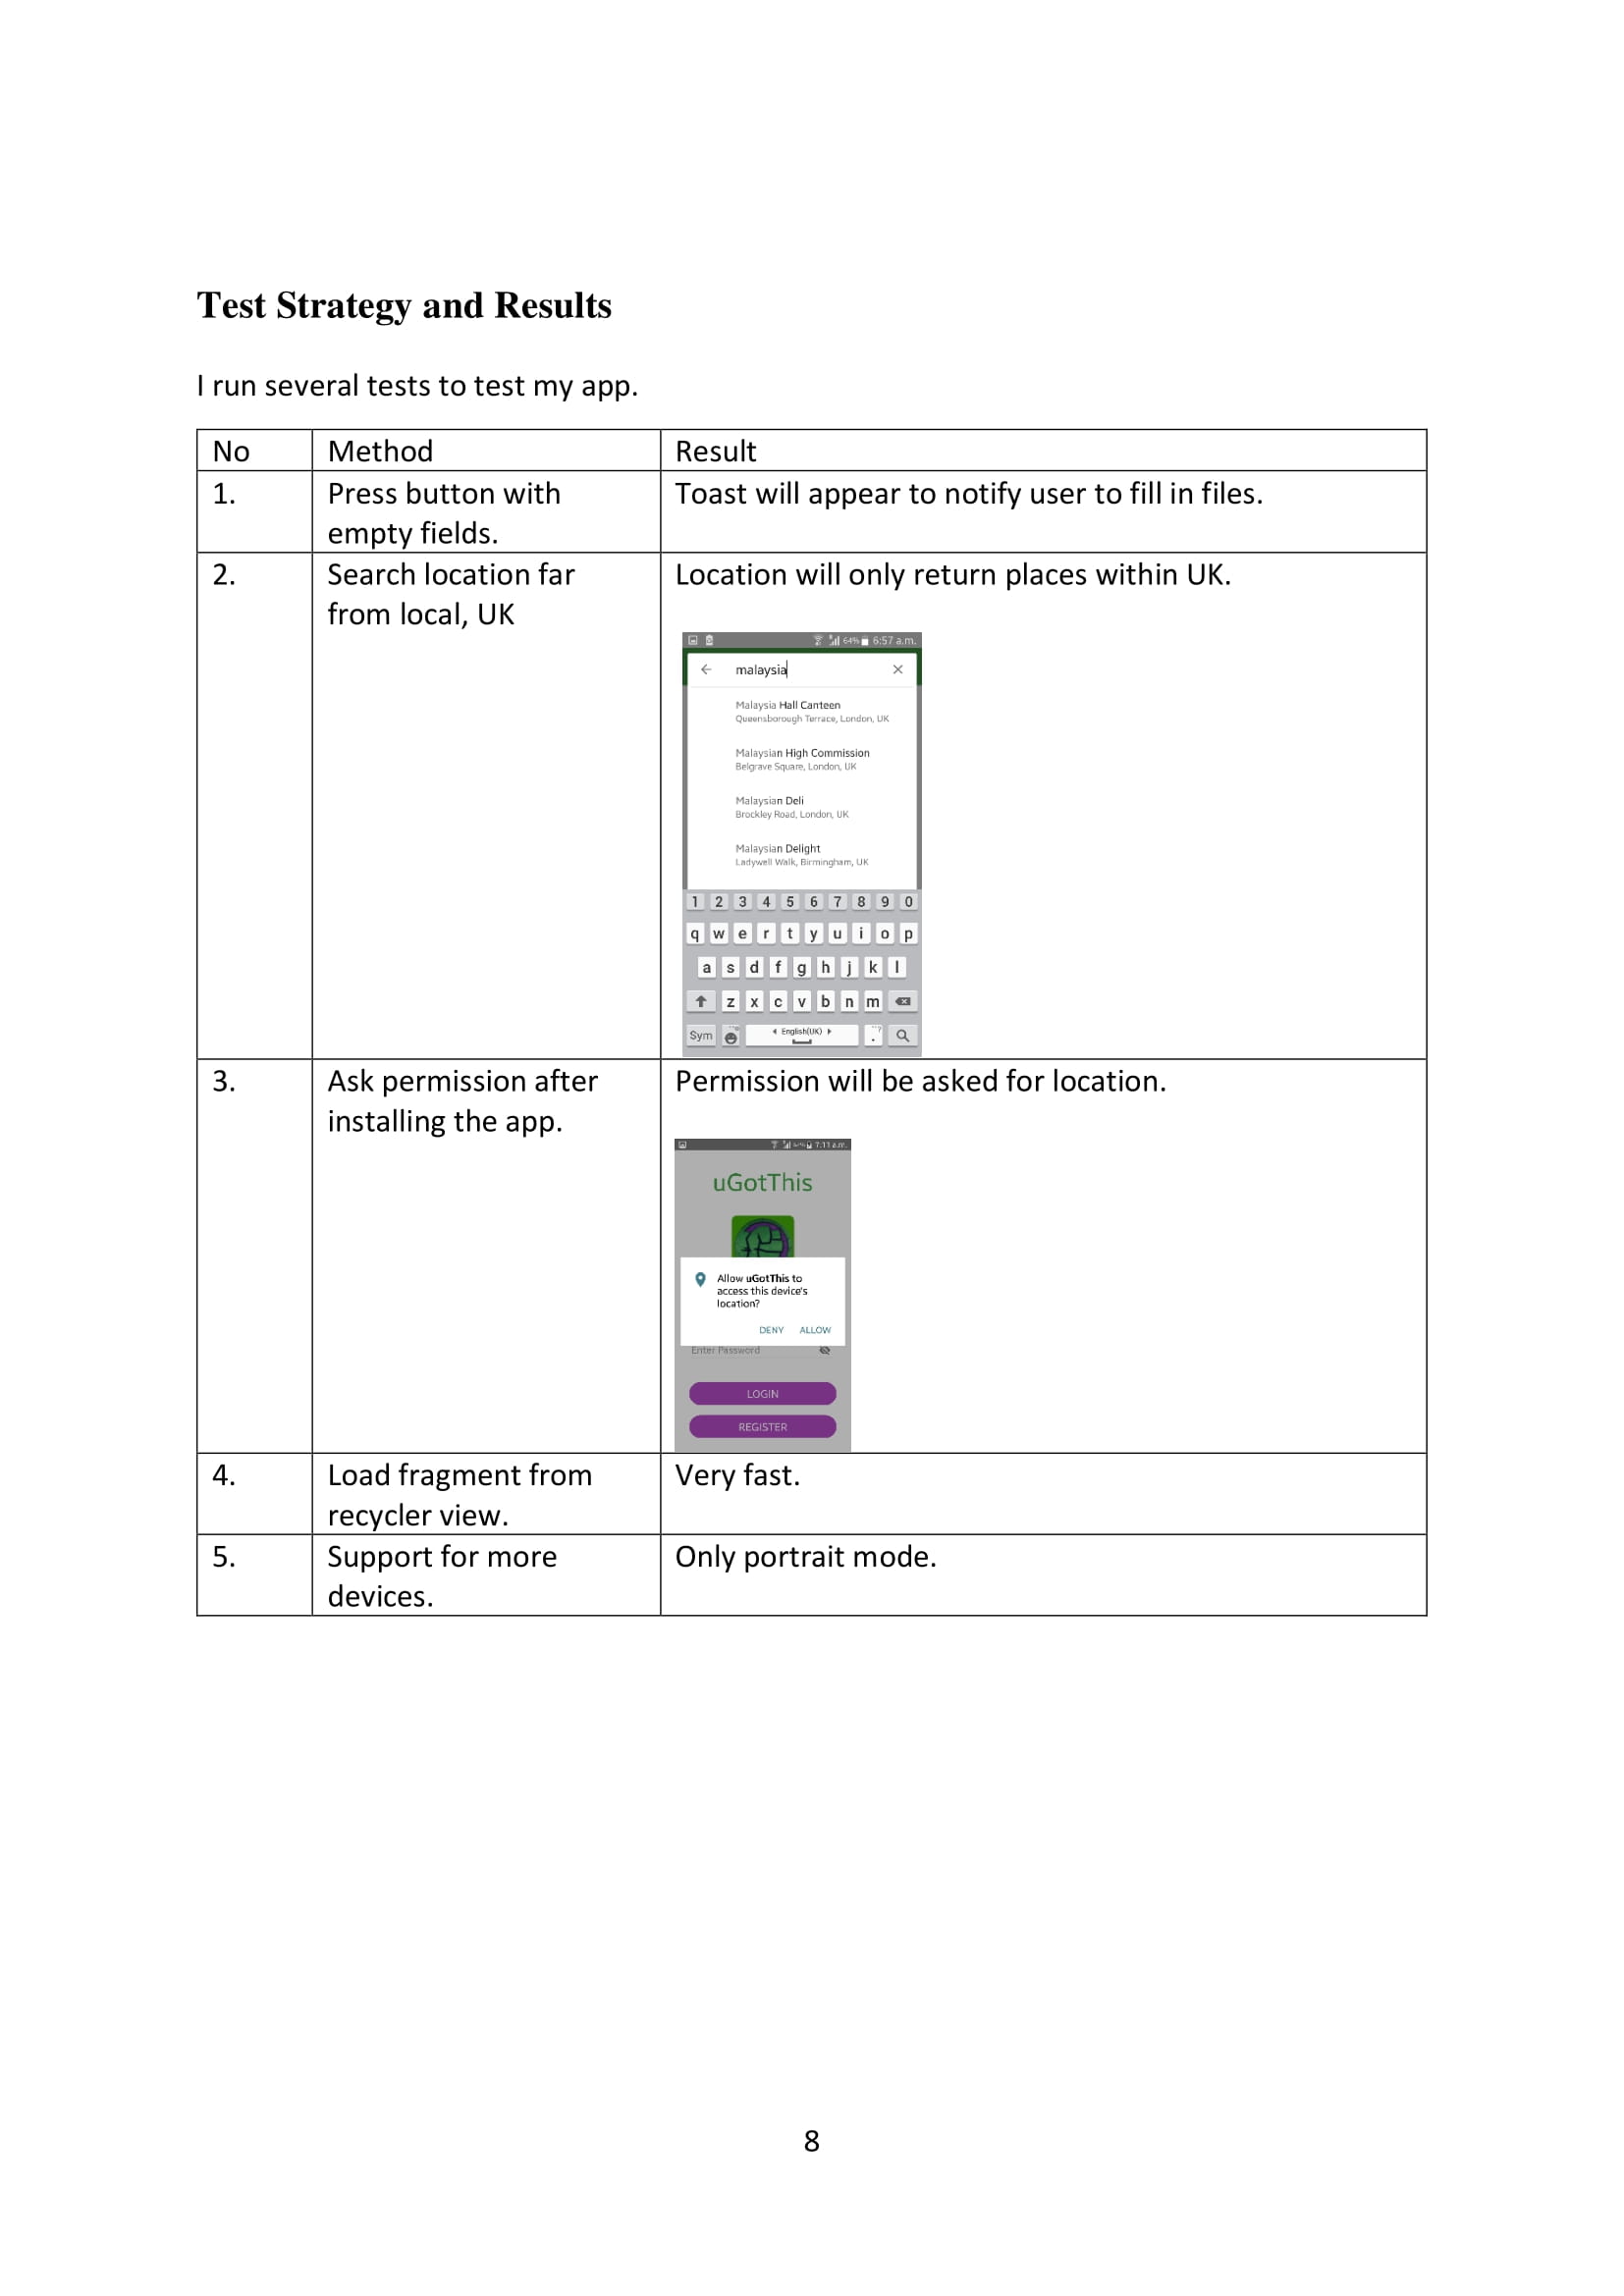 Test Strategy and Results
I run several tests to test my app.
No Method Result
1. Press button with Toast will appear to notify user to fill in files.
empty fields.
2. Search location far Location will only return places within UK.
from local, UK
64% 6:57 a.m.
malaysia
Malaysia Hall Canteen
Queensborough Terrace, London, UK
Malaysian High Commission
Belgrave Square, London, UK
Malaysian Deli
Brockley Road, London, UK
Malaysian Delight
Ladywell Walk, Birmingham, UK
1 2 3 4 5 6 7 8 9 0
q w e r t y u i o p
a s d f g h j k l
z x c v b n m
Sym English(UK) .
3. Ask permission after Permission will be asked for location.
installing the app.
7:11 a.m.
uGotThis
Allow uGotThis to
access this device's
location?
DENY ALLOW
Enter Password
LOGIN
REGISTER
4. Load fragment from Very fast.
recycler view.
5. Support for more Only portrait mode.
devices.
8